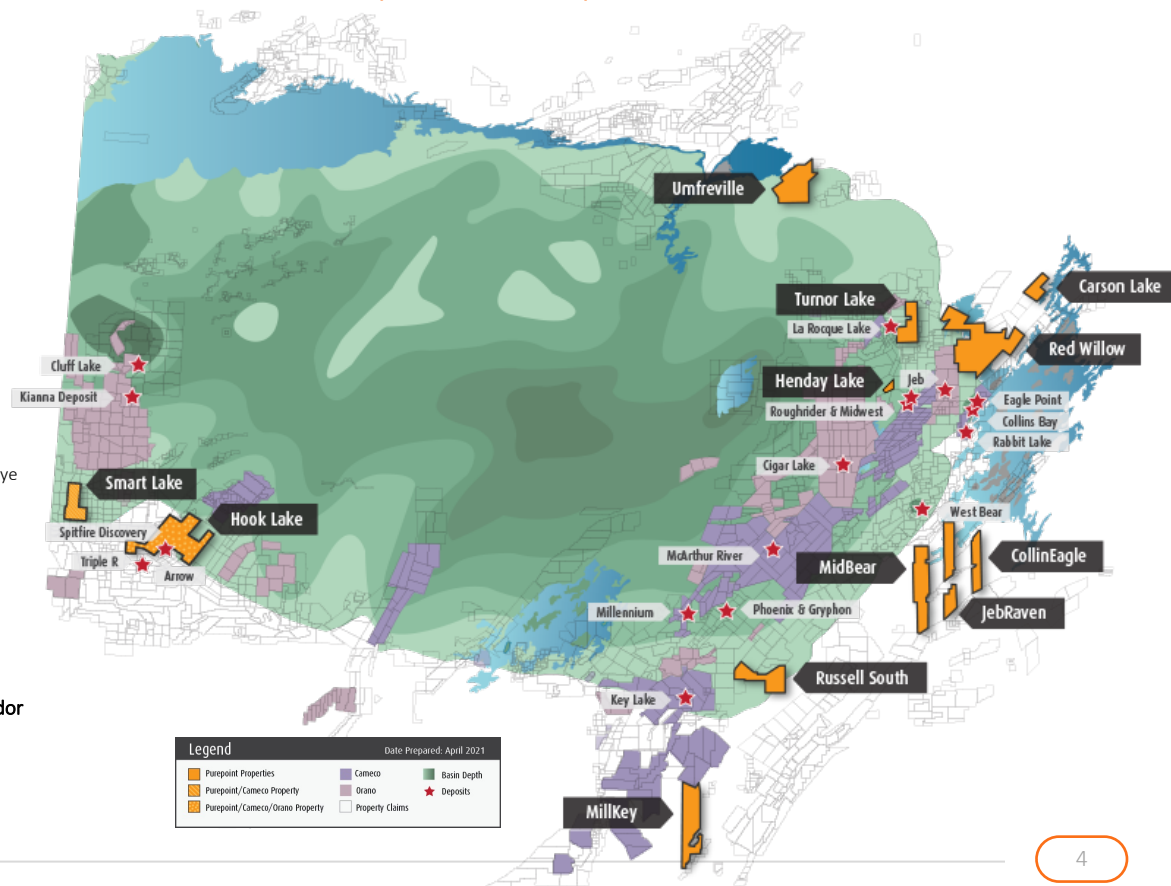 Umfreville
Carson Lake
Turnor Lake
La Rocque Lake
Red Willow
Cluff Lake
Kianna Deposit
Henday Lake
Jeb
Roughrider & Midwest
Eagle Point
Collins Bay
Rabbit Lake
Cigar Lake
ye
Smart Lake
Hook Lake
Spitfire Discovery
Triple R
Arrow
West Bear
McArthur River
MidBear
CollinEagle
Millennium
Phoenix & Gryphon
JebRaven
Russell South
Key Lake
dor
Legend
Date Prepared: April 2021
Purepoint Properties
Cameco
Basin Depth
Purepoint/Cameco Property
Orano
Deposits
Purepoint/Cameco/Orano Property
Property Claims
MillKey
4